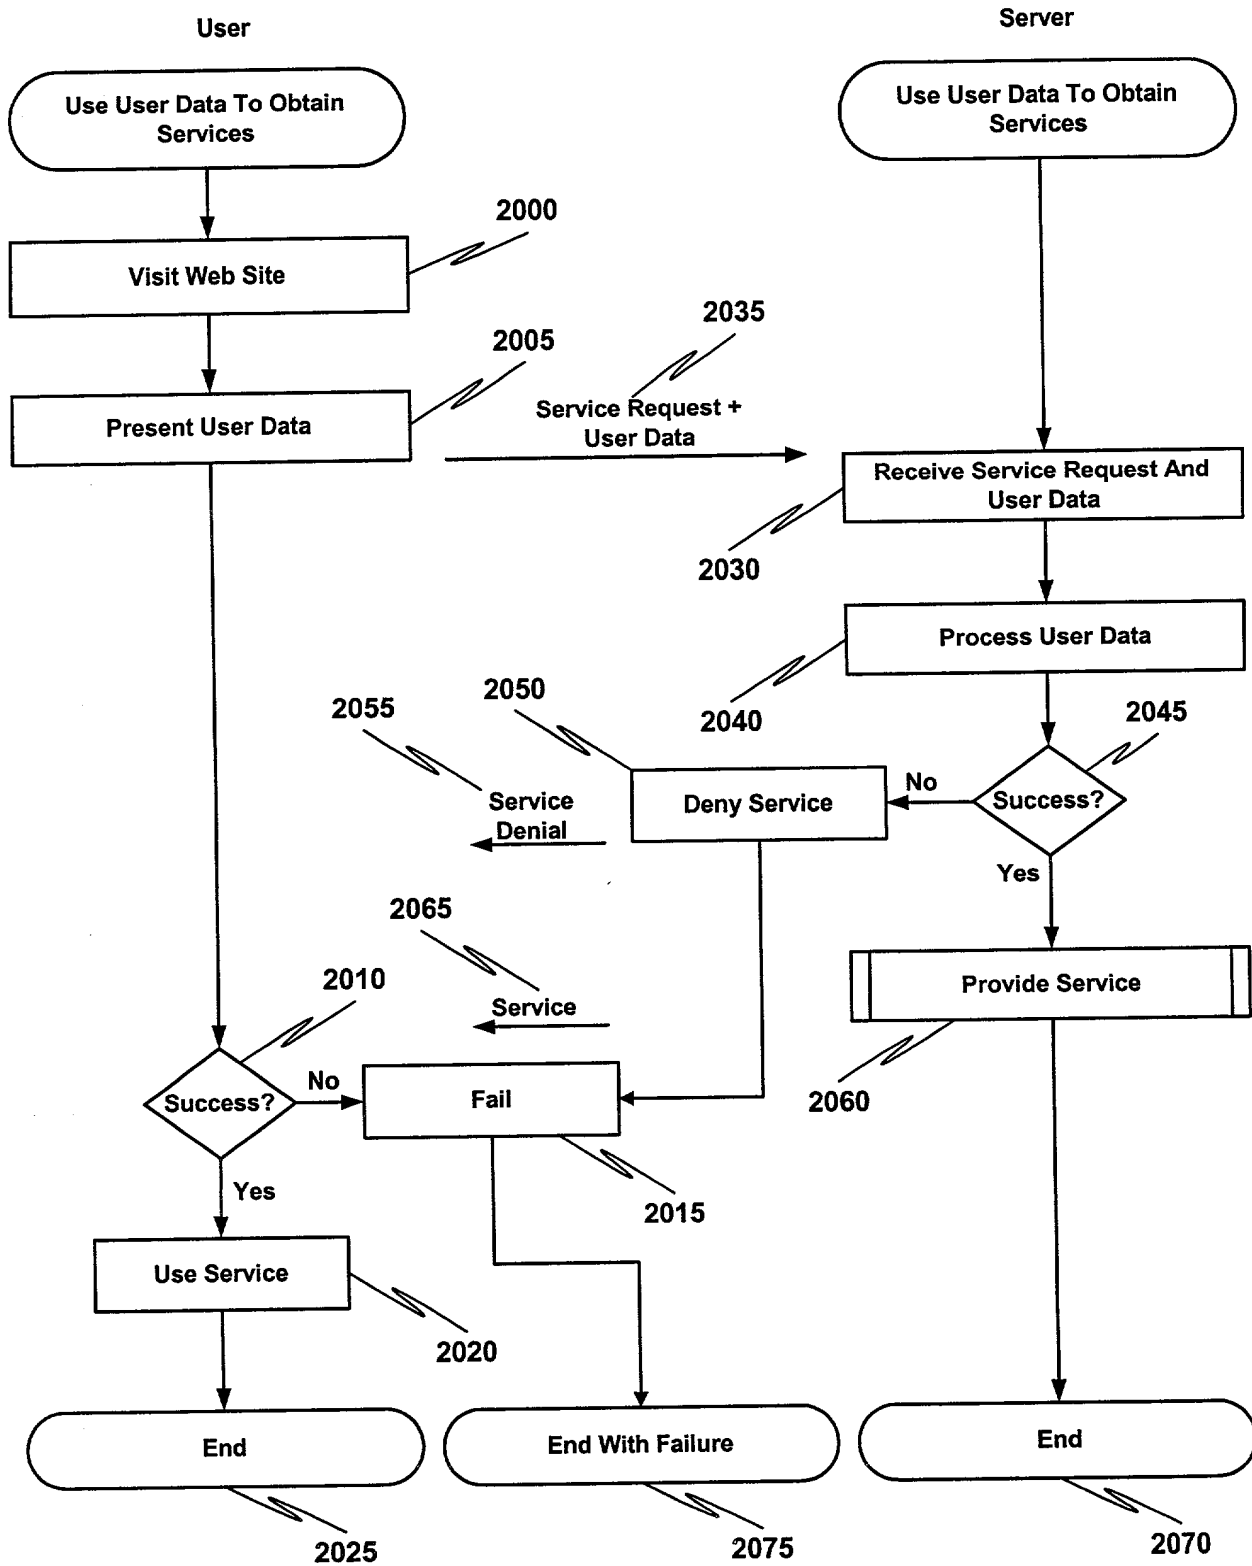 User
Server
Use User Data To Obtain
Services
Use User Data To Obtain
Services
2000
Visit Web Site
2035
2005
Service Request +
User Data
Present User Data
Receive Service Request And
User Data
2030
Process User Data
2040
2050
2055
2045
Service
Denial
Deny Service
No
Success?
Yes
2065
Provide Service
2010
Service
2060
Success?
No
Fail
Yes
2015
Use Service
2020
End
End With Failure
End
2025
2075
2070